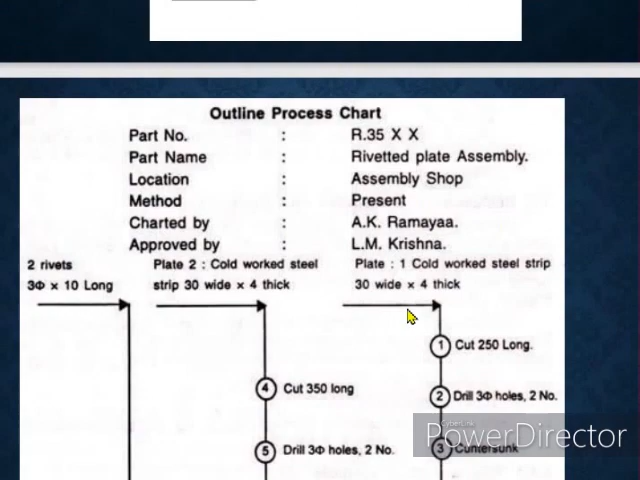 Outline Process Chart
Part No. : R.35 X X
Part Name : Rivetted plate Assembly.
Location : Assembly Shop
Method : Present
Charted by : A.K. Ramayaa.
Approved by : L.M. Krishna.
2 rivets
3Φ × 10 Long
Plate 2 : Cold worked steel
strip 30 wide × 4 thick
Plate : 1 Cold worked steel strip
30 wide × 4 thick
1 Cut 250 Long.
4 Cut 350 long
2 Drill 3Φ holes, 2 No.
5 Drill 3Φ holes, 2 No.
3 Cuntersunk
CyberLink
PowerDirector